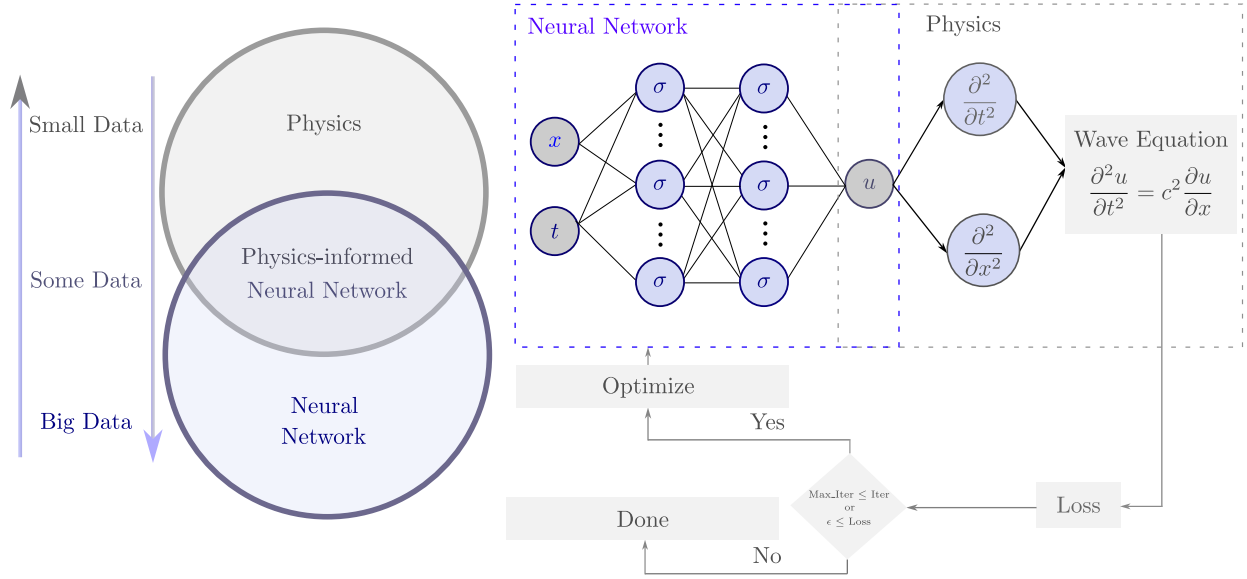 Small Data
Some Data
Big Data
Physics
Physics-informed
Neural Network
Neural
Network
Neural Network
Physics
x
t
σ
σ
σ
σ
σ
σ
u
∂²
∂t²
∂²
∂x²
Wave Equation
∂²u/∂t² = c² ∂u/∂x
Optimize
Yes
Max_Iter ≤ Iter
or
ϵ ≤ Loss
Loss
Done
No